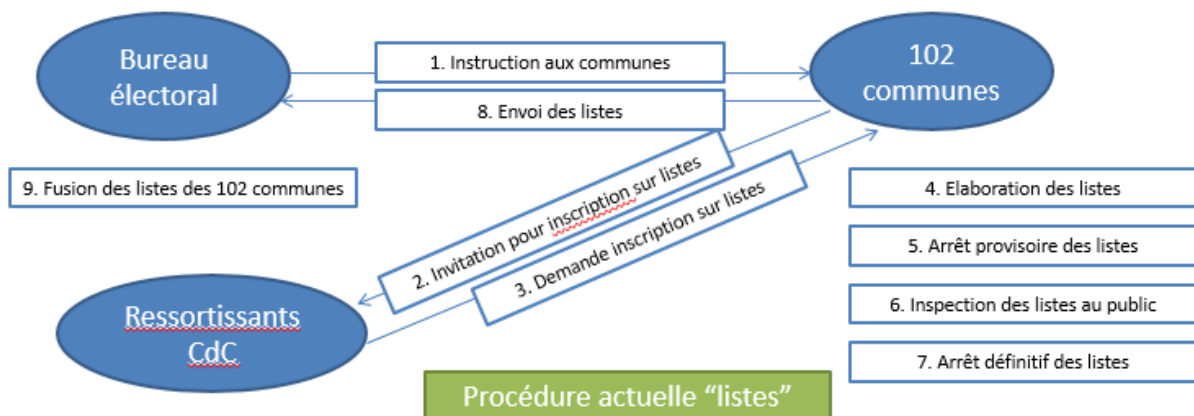 Bureau
électoral
1. Instruction aux communes
102
communes
8. Envoi des listes
9. Fusion des listes des 102 communes
2. Invitation pour inscription sur listes
3. Demande inscription sur listes
4. Elaboration des listes
5. Arrêt provisoire des listes
6. Inspection des listes au public
7. Arrêt définitif des listes
Ressortissants
CdC
Procédure actuelle “listes”